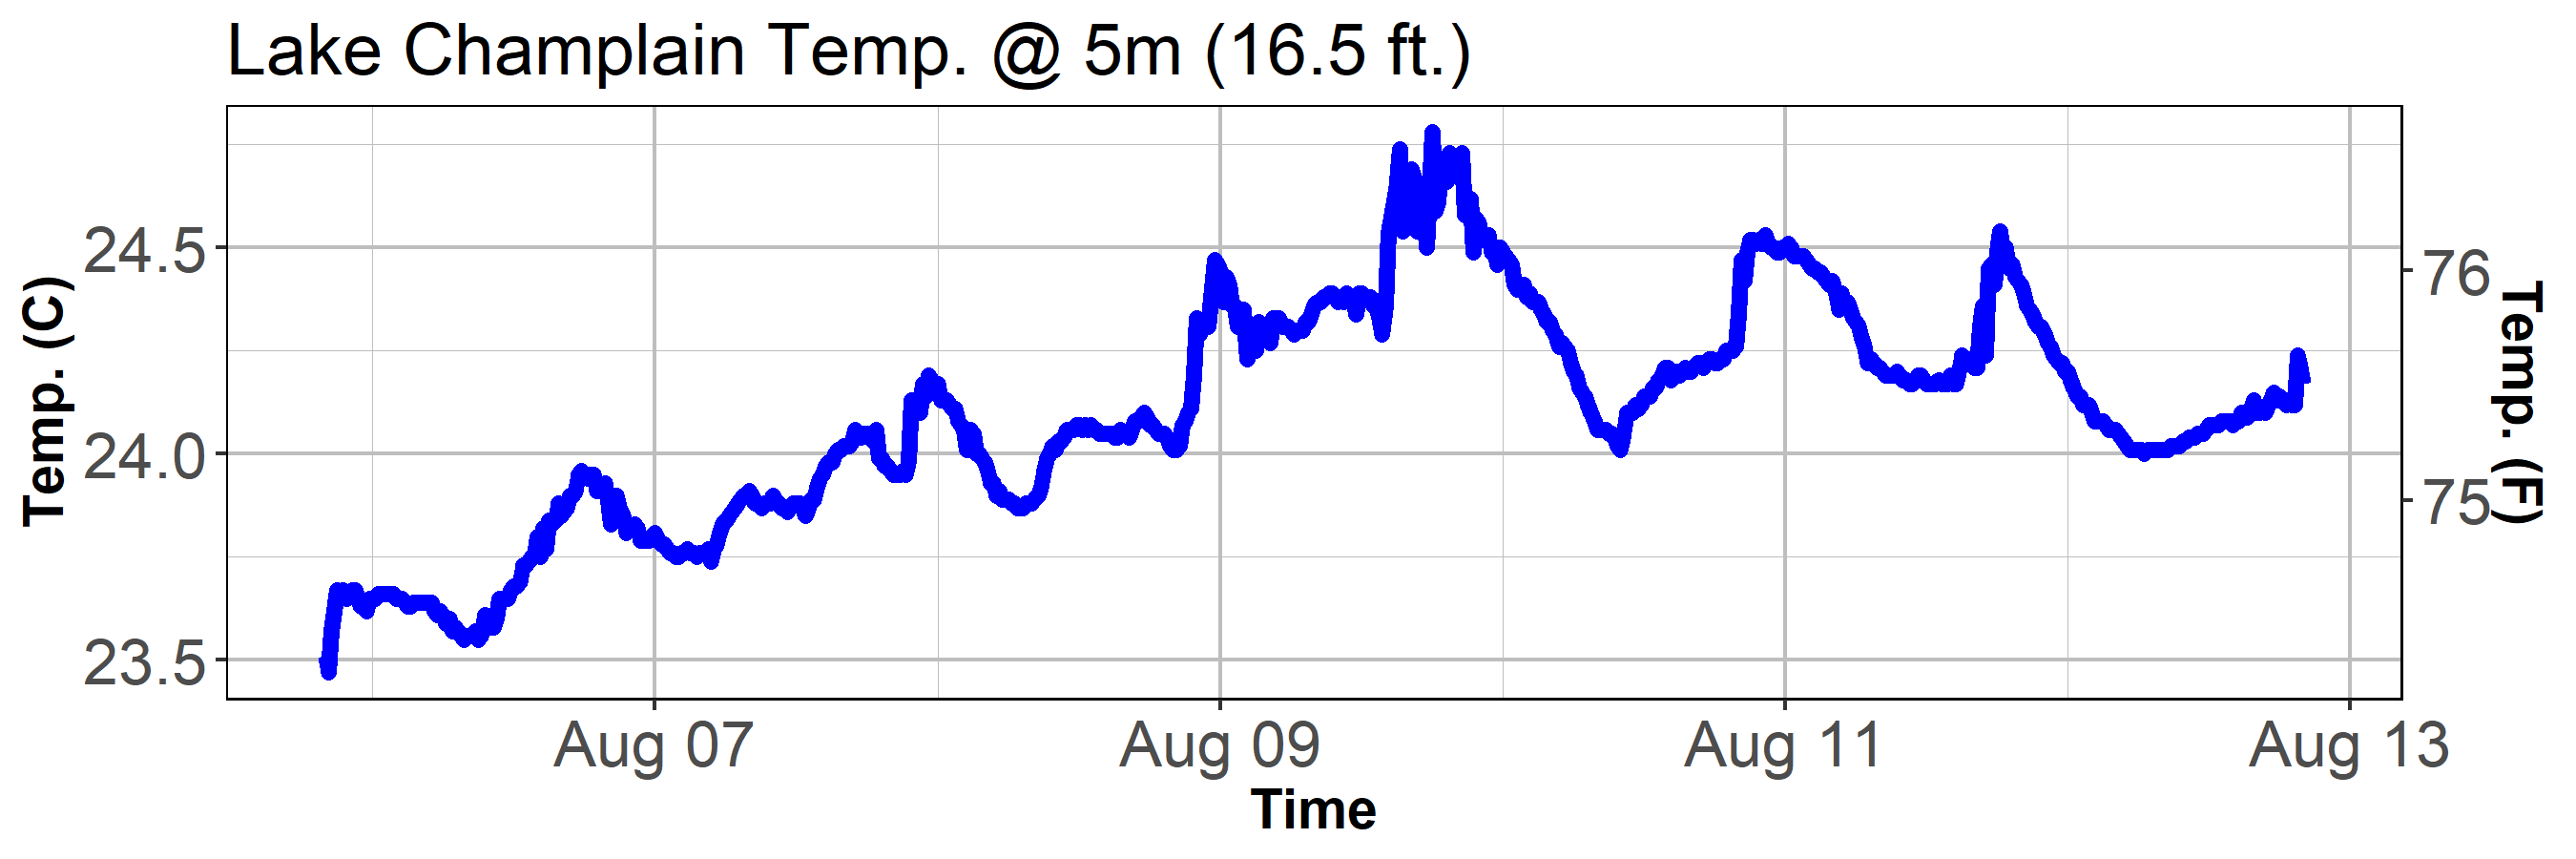 Lake Champlain Temp. @ 5m (16.5 ft.)
Temp. (C)
24.5
24.0
23.5
76
75
Temp. (F)
Aug 07
Aug 09
Aug 11
Aug 13
Time